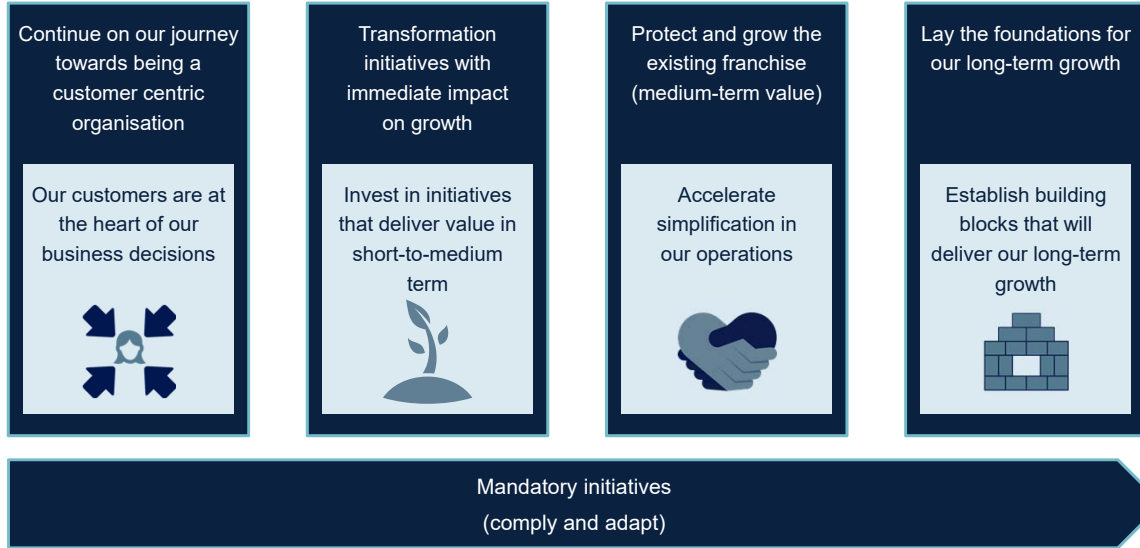 Continue on our journey
towards being a
customer centric
organisation
Our customers are at
the heart of our
business decisions
Transformation
initiatives with
immediate impact
on growth
Invest in initiatives
that deliver value in
short-to-medium
term
Protect and grow the
existing franchise
(medium-term value)
Accelerate
simplification in
our operations
Lay the foundations for
our long-term growth
Establish building
blocks that will
deliver our long-term
growth
Mandatory initiatives
(comply and adapt)